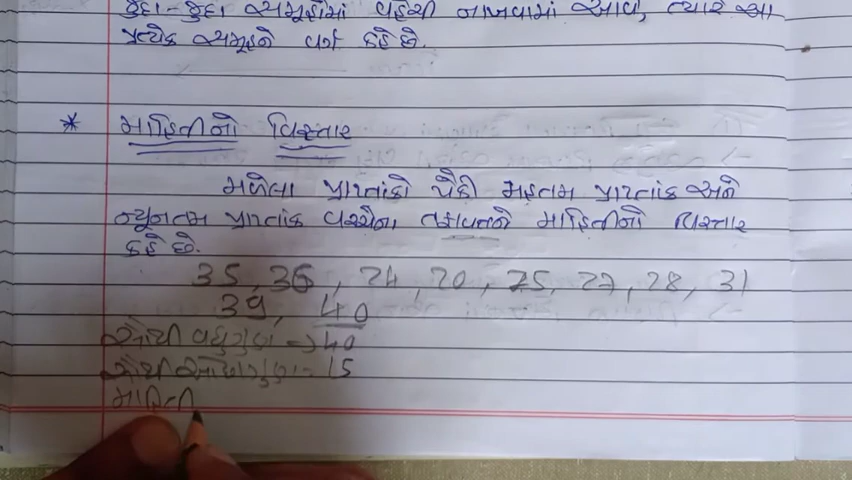 જુદા-જુદા સમૂહોમાં વહેંચી નાખવામાં આવે, ત્યારે આ
પ્રત્યેક સમૂહને વર્ગ કહે છે.
* માહિતીનો વિસ્તાર
મળેલા પ્રાપ્તાંકો પૈકી મહત્તમ પ્રાપ્તાંક અને
ન્યૂનતમ પ્રાપ્તાંક વચ્ચેના તફાવતને માહિતીનો વિસ્તાર
કહે છે.
35, 36, 24, 20, 25, 27, 28, 31
39, 40
સૌથી વધુ ગુણ → 40
સૌથી ઓછા ગુણ - 15
માહિતી